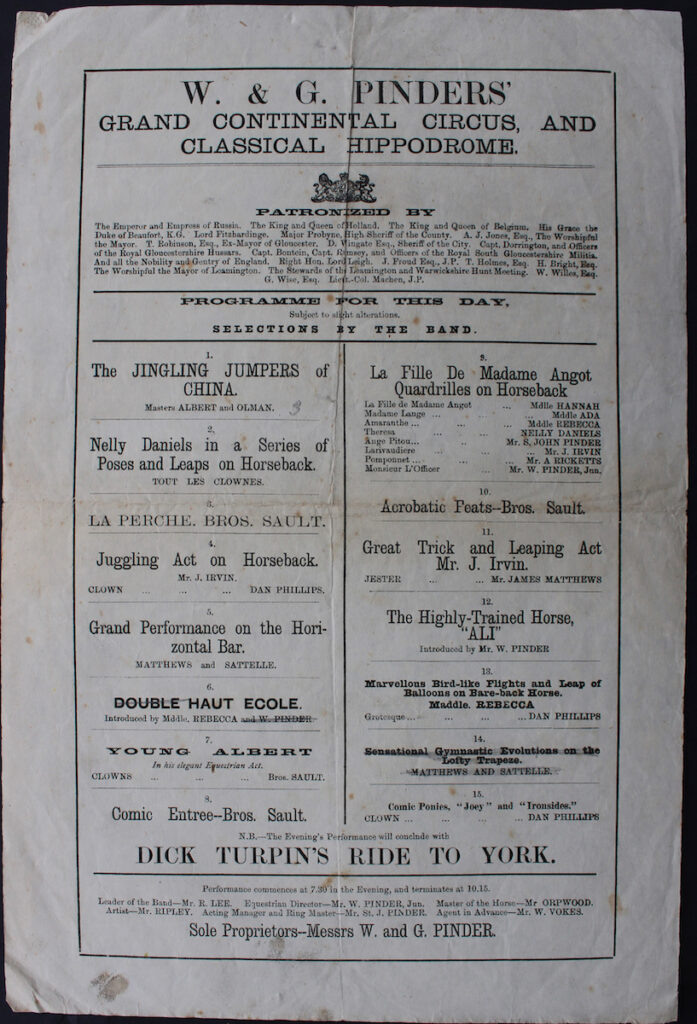 W. & G. PINDERS'
GRAND CONTINENTAL CIRCUS, AND
CLASSICAL HIPPODROME.
PATRONIZED BY
The Emperor and Empress of Russia. The King and Queen of Holland. The King and Queen of Belgium. His Grace the
Duke of Beaufort, K.G. Lord Fitzhardinge. Major Probyne, High Sheriff of the County. A. J. Jones, Esq., The Worshipful
the Mayor. T. Robinson, Esq., Ex-Mayor of Gloucester. D. Wingate Esq., Sheriff of the City. Capt. Dorrington, and Officers
of the Royal Gloucestershire Hussars. Capt. Bontein, Capt. Remsey, and Officers of the Royal South Gloucestershire Militia.
And all the Nobility and Gentry of England. Right Hon. Lord Leigh. J. Froud Esq., J.P. T. Holmes, Esq. H. Bright, Esq.
The Worshipful the Mayor of Leamington. The Stewards of the Leamington and Warwickshire Hunt Meeting. W. Willes, Esq.
G. Wise, Esq. Lieut.-Col. Machen, J.P.
PROGRAMME FOR THIS DAY,
Subject to slight alterations.
SELECTIONS BY THE BAND.
1.
The JINGLING JUMPERS of
CHINA.
Masters ALBERT and OLMAN. 3
2.
Nelly Daniels in a Series of
Poses and Leaps on Horseback.
TOUT LES CLOWNES.
3.
LA PERCHE. BROS. SAULT.
4.
Juggling Act on Horseback.
Mr. J. IRVIN.
CLOWN ... ... ... DAN PHILLIPS.
5.
Grand Performance on the Hori-
zontal Bar.
MATTHEWS and SATTELLE.
6.
DOUBLE HAUT ECOLE.
Introduced by Mddle. REBECCA and W. PINDER
7.
YOUNG ALBERT
In his elegant Equestrian Act.
CLOWNS ... ... ... Bros. SAULT.
8.
Comic Entree--Bros. Sault.
9.
La Fille De Madame Angot
Quardrilles on Horseback
La Fille de Madame Angot ... Mdlle HANNAH
Madame Lange ... ... ... Mddle ADA
Amaranthe ... ... ... Mddle REBECCA
Theresa ... ... ... NELLY DANIELS
Ange Pitou... .. .. Mr. S. JOHN PINDER
Larivaudiere ... ... ... Mr. J. IRVIN
Pomponnet ... ... ... Mr. A RICKETTS
Monsieur L'Officer ... Mr. W. PINDER, Jun.
10.
Acrobatic Feats--Bros. Sault.
11.
Great Trick and Leaping Act
Mr. J. Irvin.
JESTER ... ... Mr. JAMES MATTHEWS
12.
The Highly-Trained Horse,
"ALI"
Introduced by Mr. W. PINDER
13.
Marvellous Bird-like Flights and Leap of
Balloons on Bare-back Horse.
Maddle. REBECCA
Grotesque... ... ... ... DAN PHILLIPS
14.
Sensational Gymnastic Evolutions on the
Lofty Trapeze.
MATTHEWS AND SATTELLE.
15.
Comic Ponies, "Joey" and "Ironsides."
CLOWN ... ... ... ... DAN PHILLIPS
N.B.--The Evening's Performance will conclude with
DICK TURPIN'S RIDE TO YORK.
Performance commences at 7.30 in the Evening, and terminates at 10.15.
Leader of the Band--Mr. R. LEE. Equestrian Director--Mr. W. PINDER, Jun. Master of the Horse--Mr ORPWOOD.
Artist--Mr. RIPLEY. Acting Manager and Ring Master--Mr. St. J. PINDER. Agent in Advance--Mr. W. VOKES.
Sole Proprietors--Messrs W. and G. PINDER.